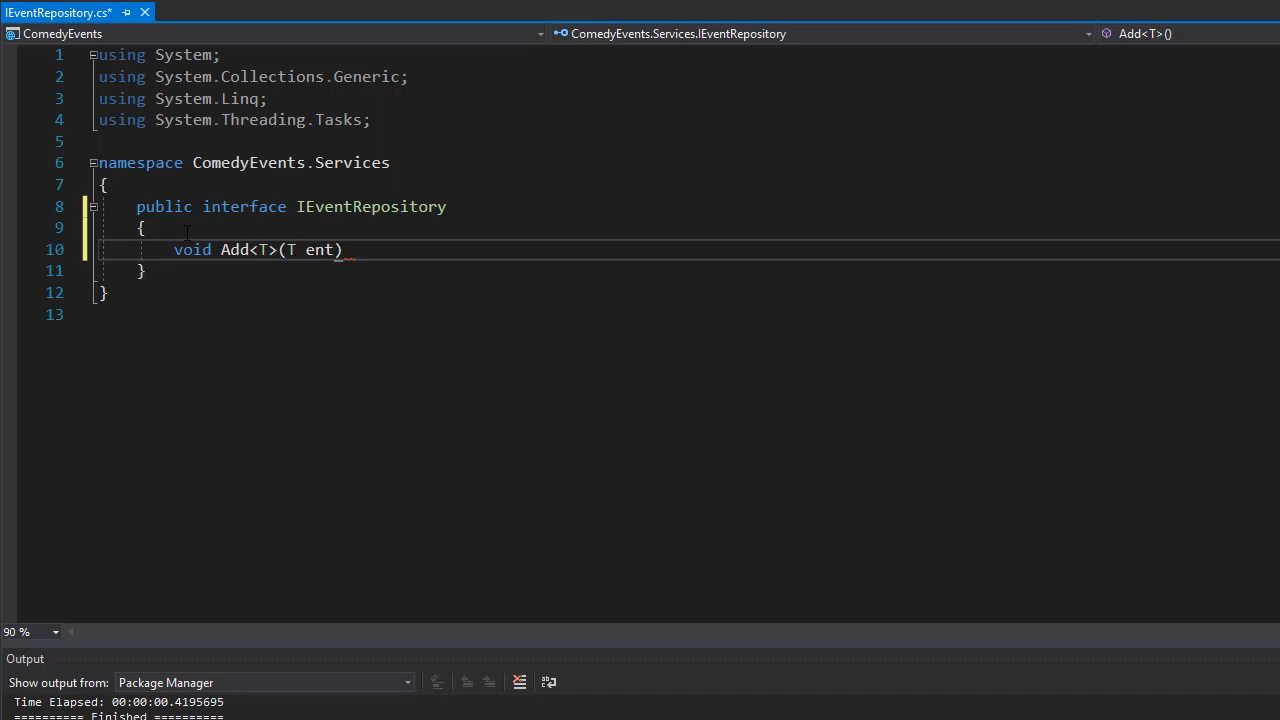 IEventRepository.cs*
ComedyEvents ComedyEvents.Services.IEventRepository Add<T>()
1 using System;
2 using System.Collections.Generic;
3 using System.Linq;
4 using System.Threading.Tasks;
5
6 namespace ComedyEvents.Services
7 {
8 public interface IEventRepository
9 {
10 void Add<T>(T ent)
11 }
12 }
13
90 %
Output
Show output from: Package Manager
Time Elapsed: 00:00:00.4195695
========== Finished ==========